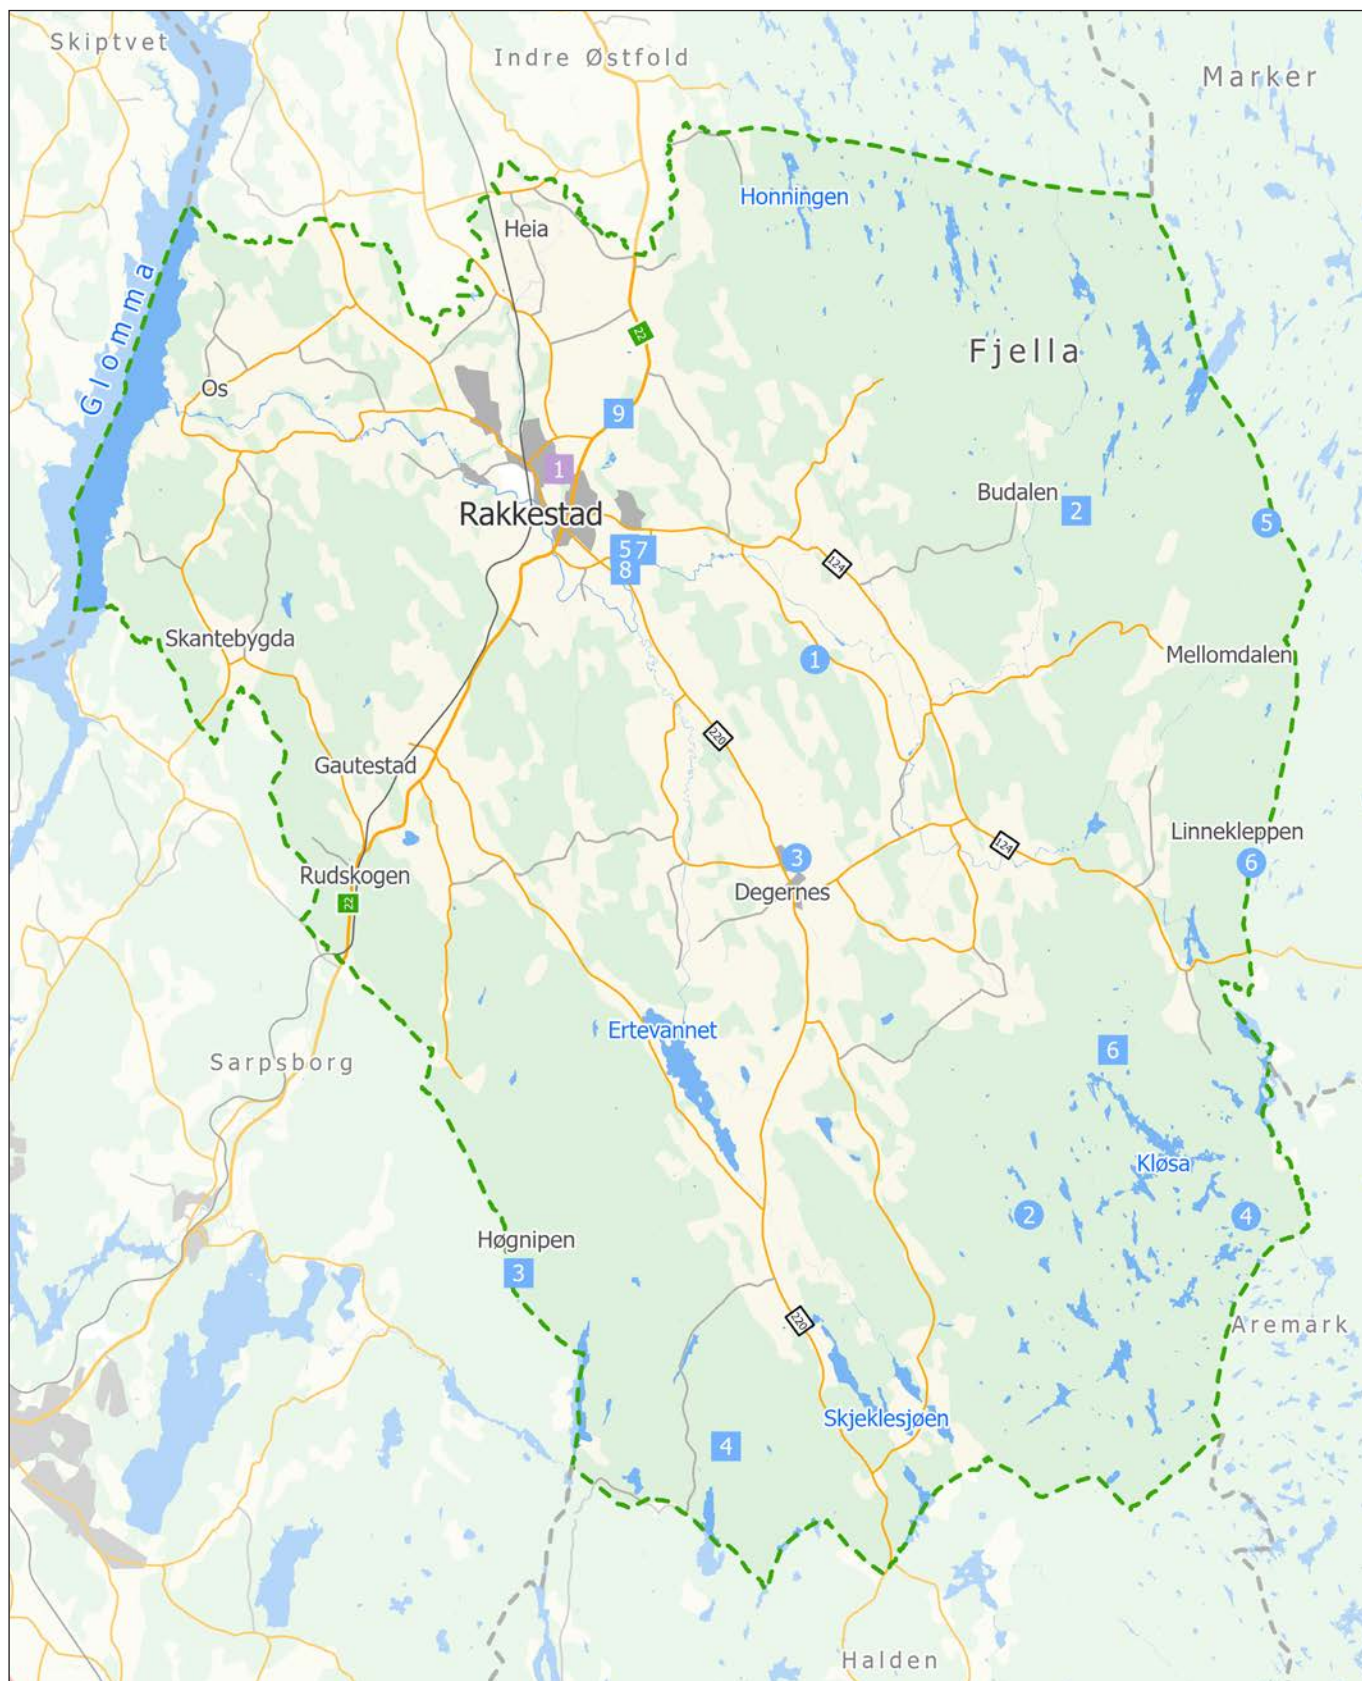 Skiptvet
Indre Østfold
Marker
Honningen
Heia
Glomma
22
Fjella
Os
9
1
Budalen
2
Rakkestad
5
5 7
8
124
Skantebygda
1
Mellomdalen
220
Gautestad
Linnekleppen
124
3
6
Rudskogen
Degernes
22
Ertevannet
6
Sarpsborg
Kløsa
2
4
Høgnipen
3
220
Aremark
Skjeklesjøen
4
Halden